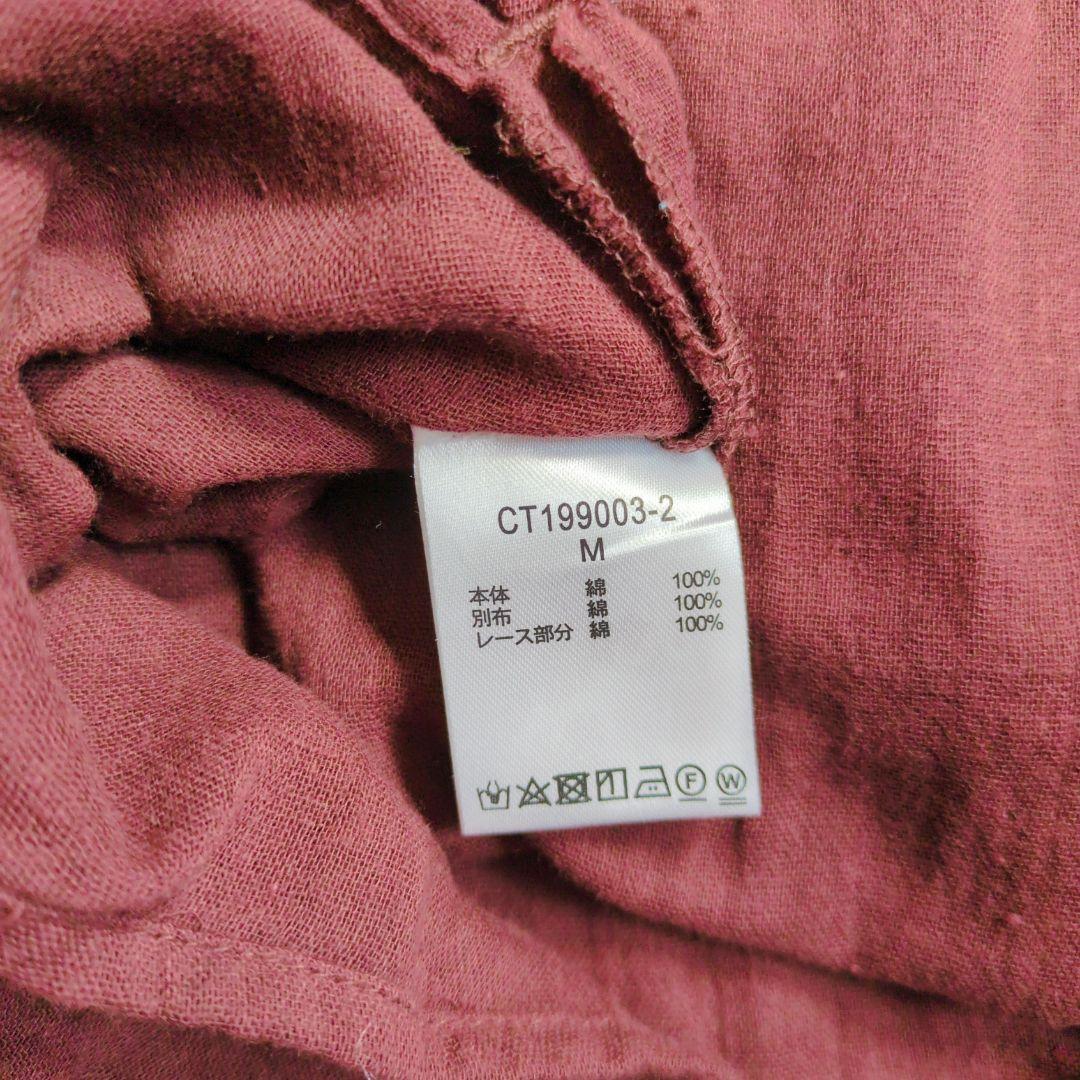 CT199003-2
M
本体 綿 100%
別布 綿 100%
レース部分 綿 100%
F W